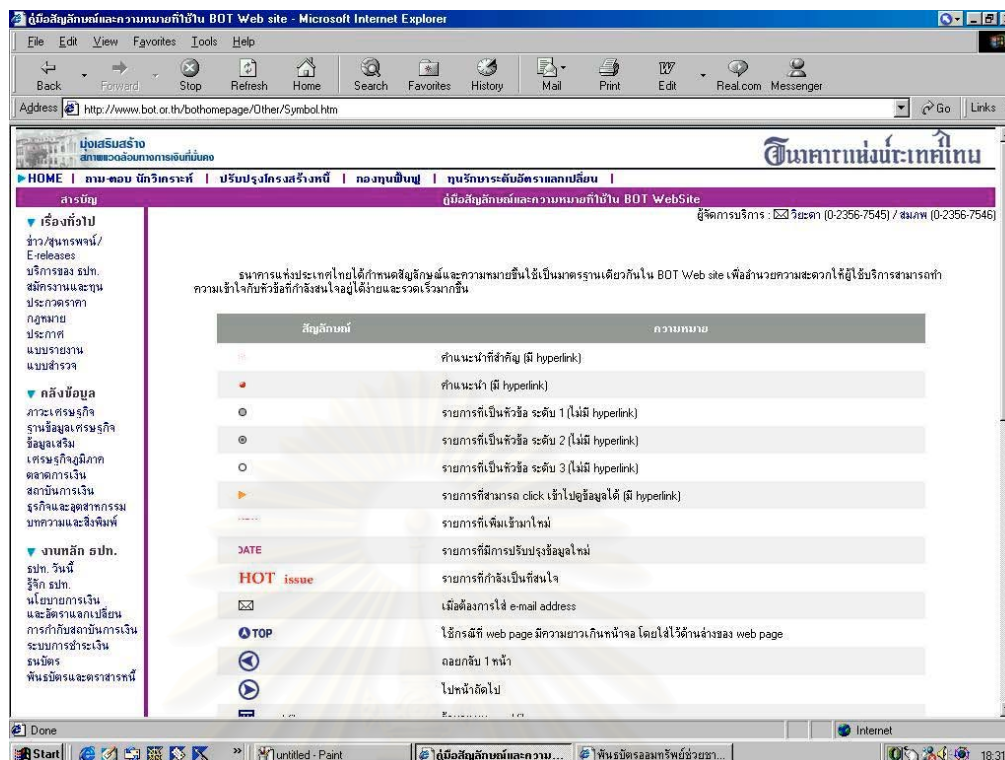 คู่มือสัญลักษณ์และความหมายที่ใช้ใน BOT Web site - Microsoft Internet Explorer
File Edit View Favorites Tools Help
Back Forward Stop Refresh Home Search Favorites History Mail Print Edit Real.com Messenger
Address http://www.bot.or.th/bothomepage/Other/Symbol.htm Go Links
มุ่งเสริมสร้าง
สภาพแวดล้อมทางการเงินที่มั่นคง
ธนาคารแห่งประเทศไทย
HOME | ถาม-ตอบ นักวิเคราะห์ | ปรับปรุงโครงสร้างหนี้ | กองทุนฟื้นฟู | ทุนรักษาระดับอัตราแลกเปลี่ยน |
สารบัญ
คู่มือสัญลักษณ์และความหมายที่ใช้ใน BOT WebSite
ผู้จัดการบริการ : วิยะดา (0-2356-7545) / ชมภพ (0-2356-7546)
เรื่องทั่วไป
ข่าว/สุนทรพจน์/
E-releases
บริการของ ธปท.
สมัครงานและทุน
ประกวดราคา
กฎหมาย
ประกาศ
แบบรายงาน
แบบสำรวจ
คลังข้อมูล
ภาวะเศรษฐกิจ
ฐานข้อมูลเศรษฐกิจ
ข้อมูลเสริม
เศรษฐกิจภูมิภาค
ตลาดการเงิน
สถาบันการเงิน
ธุรกิจและอุตสาหกรรม
บทความและสิ่งพิมพ์
งานหลัก ธปท.
ธปท. วันนี้
รู้จัก ธปท.
นโยบายการเงิน
และอัตราแลกเปลี่ยน
การกำกับสถาบันการเงิน
ระบบการชำระเงิน
ธนบัตร
พันธบัตรและตราสารหนี้
ธนาคารแห่งประเทศไทยได้กำหนดสัญลักษณ์และความหมายขึ้นใช้เป็นมาตรฐานเดียวกันใน BOT Web site เพื่ออำนวยความสะดวกให้ผู้ใช้บริการสามารถทำ
ความเข้าใจกับหัวข้อที่กำลังสนใจอยู่ได้ง่ายและรวดเร็วมากขึ้น
สัญลักษณ์ ความหมาย
คำแนะนำที่สำคัญ (มี hyperlink)
คำแนะนำ (มี hyperlink)
รายการที่เป็นหัวข้อ ระดับ 1 (ไม่มี hyperlink)
รายการที่เป็นหัวข้อ ระดับ 2 (ไม่มี hyperlink)
รายการที่เป็นหัวข้อ ระดับ 3 (ไม่มี hyperlink)
รายการที่สามารถ click เข้าไปดูข้อมูลได้ (มี hyperlink)
รายการที่เพิ่มเข้ามาใหม่
DATE รายการที่มีการปรับปรุงข้อมูลใหม่
HOT issue รายการที่กำลังเป็นที่สนใจ
เมื่อต้องการใส่ e-mail address
TOP ใช้กรณีที่ web page มีความยาวเกินหน้าจอ โดยใส่ไว้ด้านล่างของ web page
ถอยกลับ 1 หน้า
ไปหน้าถัดไป
Done Internet
Start untitled - Paint คู่มือสัญลักษณ์และความ... พันธบัตรออมทรัพย์ช่วยชา... 18:31